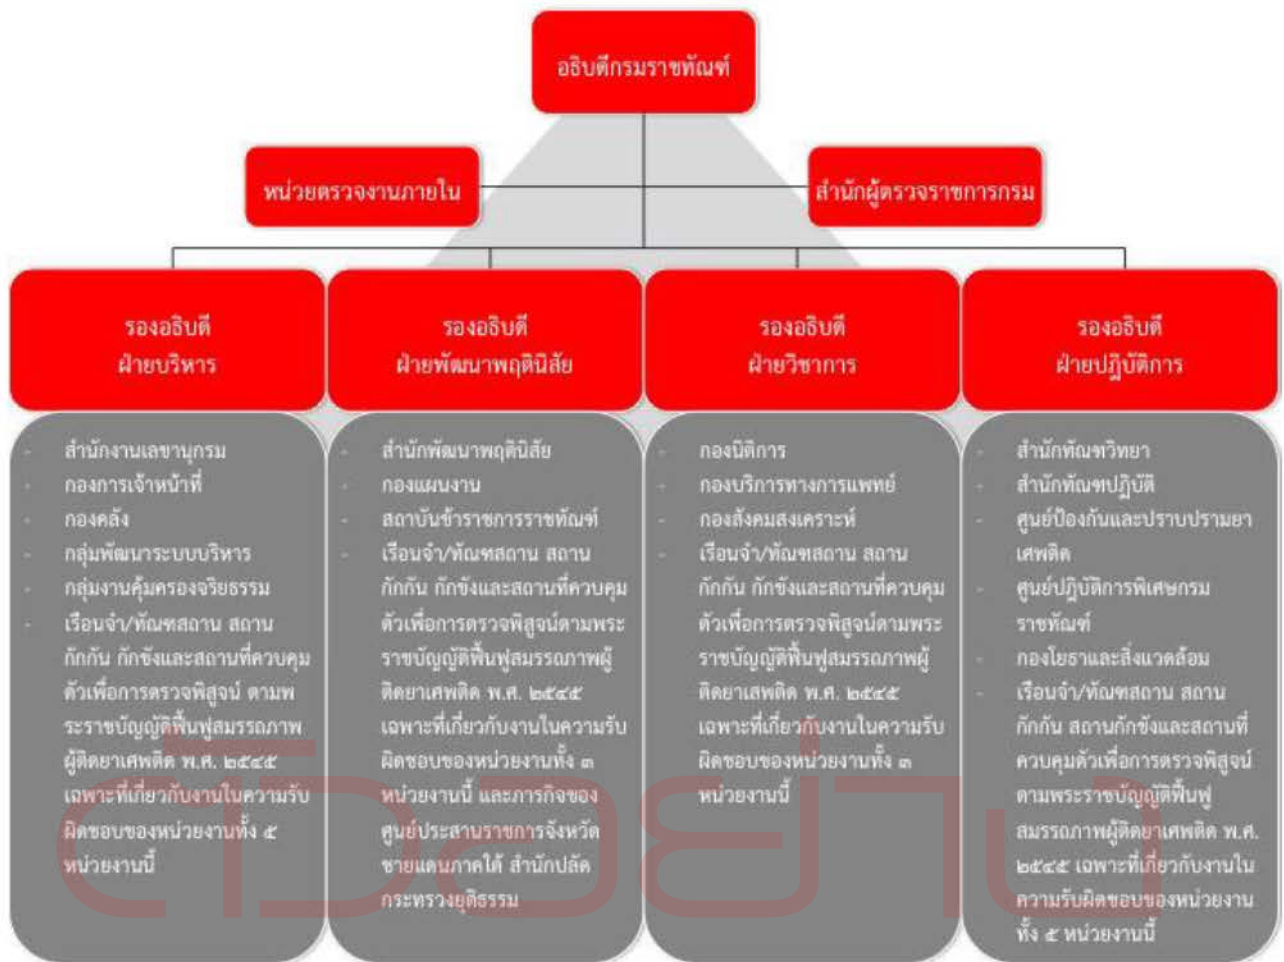 อธิบดีกรมราชทัณฑ์
หน่วยตรวจงานภายใน
สำนักผู้ตรวจราชการกรม
รองอธิบดี
ฝ่ายบริหาร
รองอธิบดี
ฝ่ายพัฒนาพฤตินิสัย
รองอธิบดี
ฝ่ายวิชาการ
รองอธิบดี
ฝ่ายปฏิบัติการ
- สำนักงานเลขานุกรม
- กองการเจ้าหน้าที่
- กองคลัง
- กลุ่มพัฒนาระบบบริหาร
- กลุ่มงานคุ้มครองจริยธรรม
- เรือนจำ/ทัณฑสถาน สถาน
กักกัน กักขังและสถานที่ควบคุม
ตัวเพื่อการตรวจพิสูจน์ ตามพ
ระราชบัญญัติฟื้นฟูสมรรถภาพ
ผู้ติดยาเศพติด พ.ศ. ๒๕๔๕
เฉพาะที่เกี่ยวกับงานในความรับ
ผิดชอบของหน่วยงานทั้ง ๕
หน่วยงานนี้
- สำนักพัฒนาพฤตินิสัย
- กองแผนงาน
- สถาบันข้าราชการราชทัณฑ์
- เรือนจำ/ทัณฑสถาน สถาน
กักกัน กักขังและสถานที่ควบคุม
ตัวเพื่อการตรวจพิสูจน์ตามพระ
ราชบัญญัติฟื้นฟูสมรรถภาพผู้
ติดยาเศพติด พ.ศ. ๒๕๔๕
เฉพาะที่เกี่ยวกับงานในความรับ
ผิดชอบของหน่วยงานทั้ง ๓
หน่วยงานนี้ และภารกิจของ
ศูนย์ประสานราชการจังหวัด
ชายแดนภาคใต้ สำนักปลัด
กระทรวงยุติธรรม
- กองนิติการ
- กองบริการทางการแพทย์
- กองสังคมสงเคราะห์
- เรือนจำ/ทัณฑสถาน สถาน
กักกัน กักขังและสถานที่ควบคุม
ตัวเพื่อการตรวจพิสูจน์ตามพระ
ราชบัญญัติฟื้นฟูสมรรถภาพผู้
ติดยาเสพติด พ.ศ. ๒๕๔๕
เฉพาะที่เกี่ยวกับงานในความรับ
ผิดชอบของหน่วยงานทั้ง ๓
หน่วยงานนี้
- สำนักทัณฑวิทยา
- สำนักทัณฑปฏิบัติ
- ศูนย์ป้องกันและปราบปรามยา
เศพติด
- ศูนย์ปฏิบัติการพิเศษกรม
ราชทัณฑ์
- กองโยธาและสิ่งแวดล้อม
- เรือนจำ/ทัณฑสถาน สถาน
กักกัน สถานกักขังและสถานที่
ควบคุมตัวเพื่อการตรวจพิสูจน์
ตามพระราชบัญญัติฟื้นฟู
สมรรถภาพผู้ติดยาเศพติด พ.ศ.
๒๕๔๕ เฉพาะที่เกี่ยวกับงานใน
ความรับผิดชอบของหน่วยงาน
ทั้ง ๕ หน่วยงานนี้
ตัวอย่าง